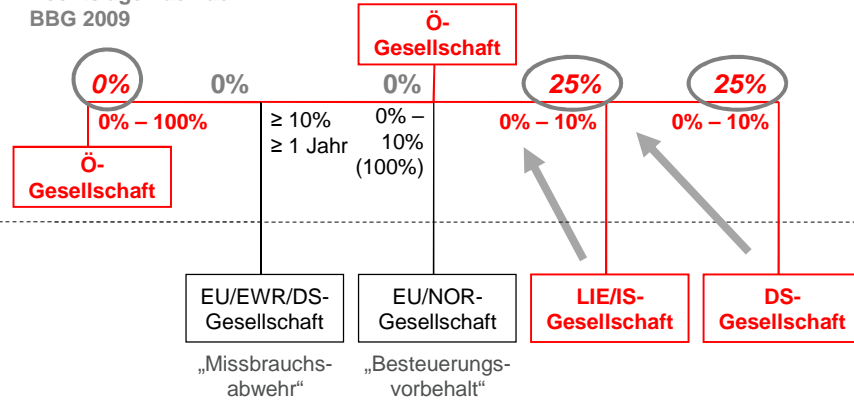 BBG 2009
Ö-
Gesellschaft
0%
0%
0%
25%
25%
0% – 100%
≥ 10%
≥ 1 Jahr
0% –
10%
(100%)
0% – 10%
0% – 10%
Ö-
Gesellschaft
EU/EWR/DS-
Gesellschaft
EU/NOR-
Gesellschaft
LIE/IS-
Gesellschaft
DS-
Gesellschaft
„Missbrauchs-
abwehr“
„Besteuerungs-
vorbehalt“